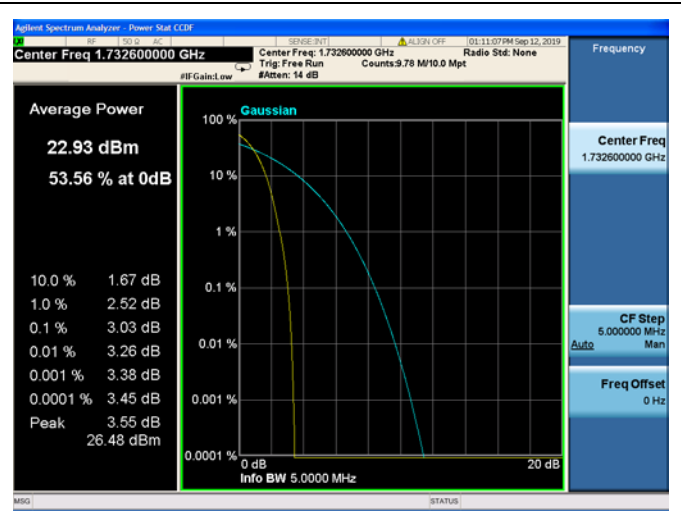 Agilent Spectrum Analyzer - Power Stat CCDF
RF 50 Ω AC SENSE:INT ALIGN OFF 01:11:07 PM Sep 12, 2019
Center Freq 1.732600000 GHz
Center Freq: 1.732600000 GHz Radio Std: None
Trig: Free Run Counts:9.78 M/10.0 Mpt
#IFGain:Low #Atten: 14 dB
Frequency
Average Power
22.93 dBm
53.56 % at 0dB
10.0 % 1.67 dB
1.0 % 2.52 dB
0.1 % 3.03 dB
0.01 % 3.26 dB
0.001 % 3.38 dB
0.0001 % 3.45 dB
Peak 3.55 dB
26.48 dBm
Gaussian
100 %
10 %
1 %
0.1 %
0.01 %
0.001 %
0.0001 %
0 dB 20 dB
Info BW 5.0000 MHz
Center Freq
1.732600000 GHz
CF Step
5.000000 MHz
Auto Man
Freq Offset
0 Hz
MSG STATUS